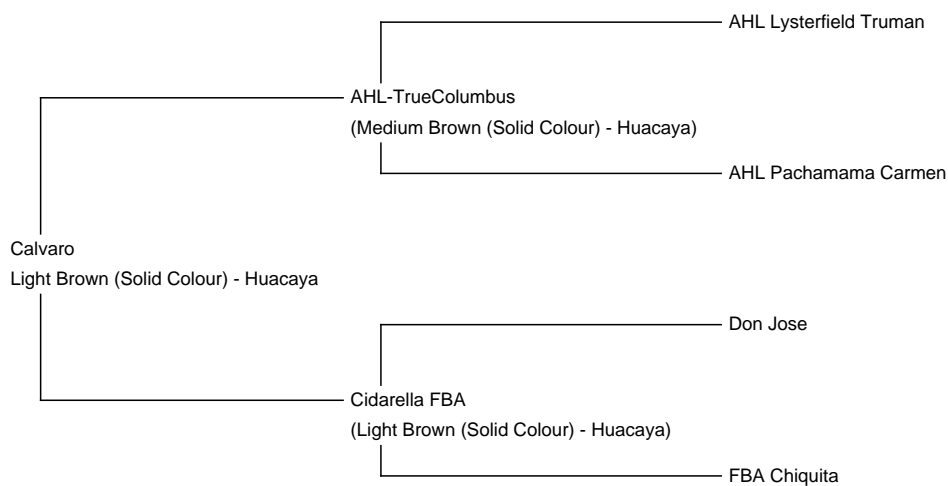 AHL Lysterfield Truman
AHL-TrueColumbus
(Medium Brown (Solid Colour) - Huacaya)
AHL Pachamama Carmen
Calvaro
Light Brown (Solid Colour) - Huacaya
Don Jose
Cidarella FBA
(Light Brown (Solid Colour) - Huacaya)
FBA Chiquita